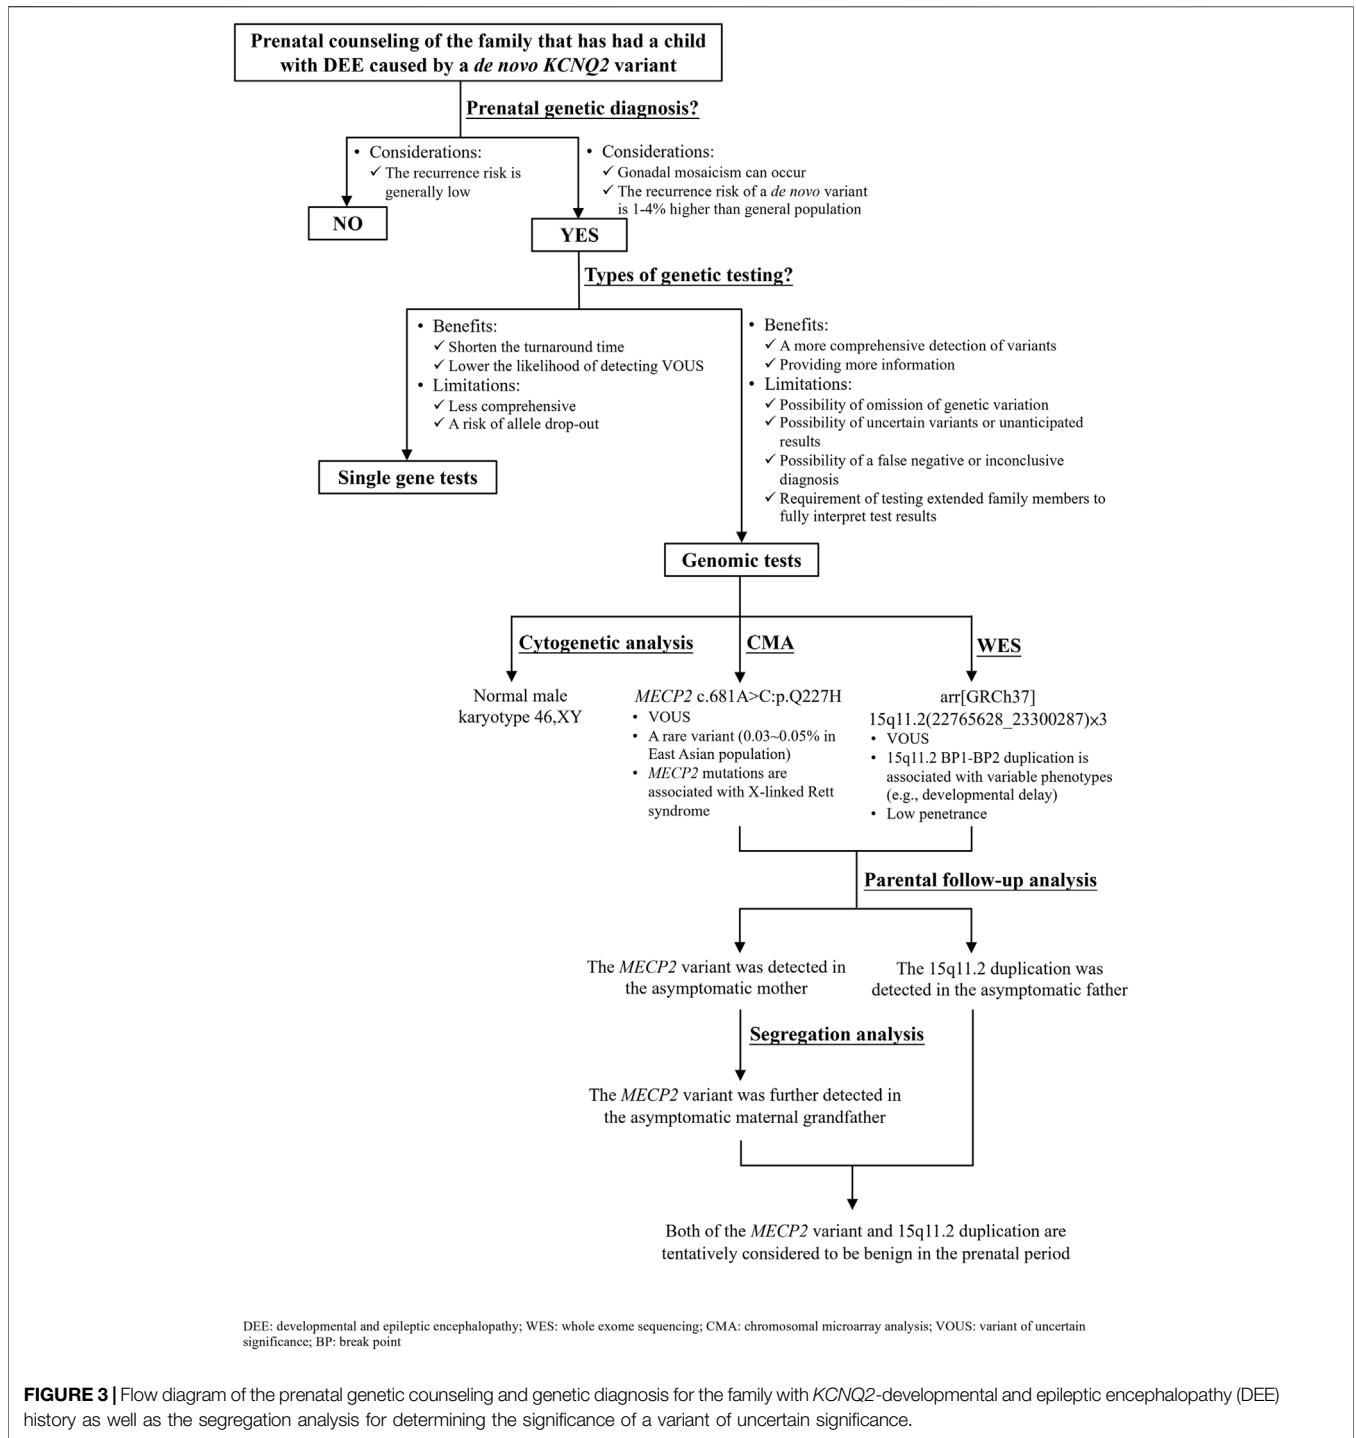 Prenatal counseling of the family that has had a child
with DEE caused by a de novo KCNQ2 variant
Prenatal genetic diagnosis?
• Considerations:
✓ The recurrence risk is
generally low
NO
• Considerations:
✓ Gonadal mosaicism can occur
✓ The recurrence risk of a de novo variant
is 1-4% higher than general population
YES
Types of genetic testing?
• Benefits:
✓ Shorten the turnaround time
✓ Lower the likelihood of detecting VOUS
• Limitations:
✓ Less comprehensive
✓ A risk of allele drop-out
Single gene tests
• Benefits:
✓ A more comprehensive detection of variants
✓ Providing more information
• Limitations:
✓ Possibility of omission of genetic variation
✓ Possibility of uncertain variants or unanticipated
results
✓ Possibility of a false negative or inconclusive
diagnosis
✓ Requirement of testing extended family members to
fully interpret test results
Genomic tests
Cytogenetic analysis
Normal male
karyotype 46,XY
CMA
MECP2 c.681A>C:p.Q227H
• VOUS
• A rare variant (0.03~0.05% in
East Asian population)
• MECP2 mutations are
associated with X-linked Rett
syndrome
WES
arr[GRCh37]
15q11.2(22765628_23300287)×3
• VOUS
• 15q11.2 BP1-BP2 duplication is
associated with variable phenotypes
(e.g., developmental delay)
• Low penetrance
Parental follow-up analysis
The MECP2 variant was detected in
the asymptomatic mother
The 15q11.2 duplication was
detected in the asymptomatic father
Segregation analysis
The MECP2 variant was further detected in
the asymptomatic maternal grandfather
Both of the MECP2 variant and 15q11.2 duplication are
tentatively considered to be benign in the prenatal period
DEE: developmental and epileptic encephalopathy; WES: whole exome sequencing; CMA: chromosomal microarray analysis; VOUS: variant of uncertain
significance; BP: break point
FIGURE 3 | Flow diagram of the prenatal genetic counseling and genetic diagnosis for the family with KCNQ2-developmental and epileptic encephalopathy (DEE)
history as well as the segregation analysis for determining the significance of a variant of uncertain significance.